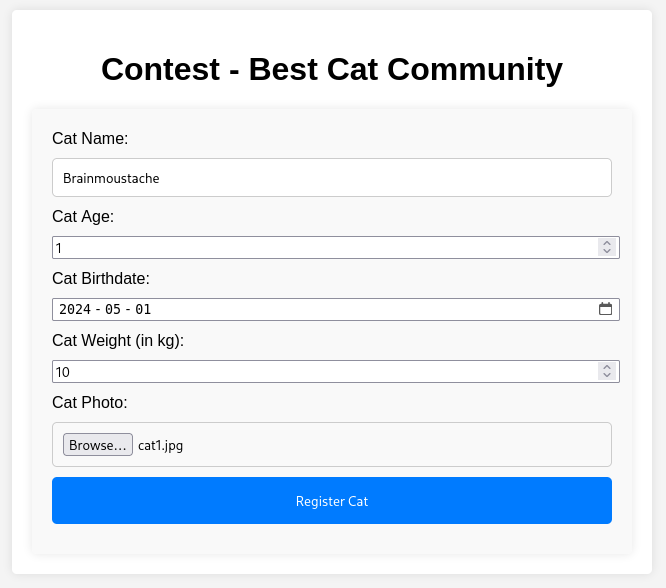 Contest - Best Cat Community
Cat Name:
Brainmoustache
Cat Age:
1
Cat Birthdate:
2024 - 05 - 01
Cat Weight (in kg):
10
Cat Photo:
Browse... cat1.jpg
Register Cat